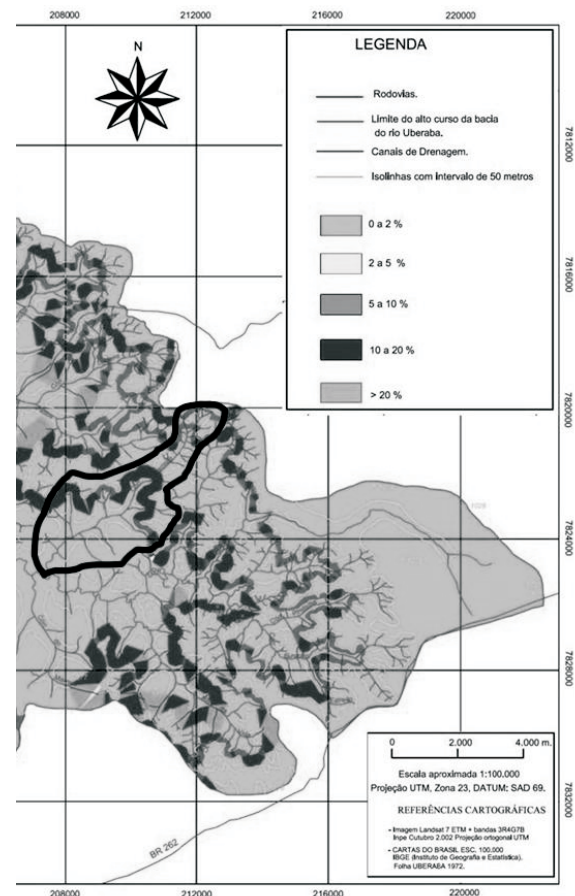 208000 212000 216000 220000
N
LEGENDA
Rodovias.
Limite do alto curso da bacia
do rio Uberaba.
Canais de Drenagem.
Isolinhas com intervalo de 50 metros
0 a 2 %
2 a 5 %
5 a 10 %
10 a 20 %
> 20 %
7812000
7816000
7820000
7824000
7828000
7832000
BR 262
0 2.000 4.000 m.
Escala aproximada 1:100.000
Projeção UTM, Zona 23, DATUM: SAD 69.
REFERÊNCIAS CARTOGRÁFICAS
- Imagem Landsat 7 ETM + bandas 3R4G7B
Inpe Outubro 2.002 Projeção ortogonal UTM
- CARTAS DO BRASIL ESC. 100.000
IBGE (Instituto de Geografia e Estatística).
Folha UBERABA 1972.
208000 212000 216000 220000